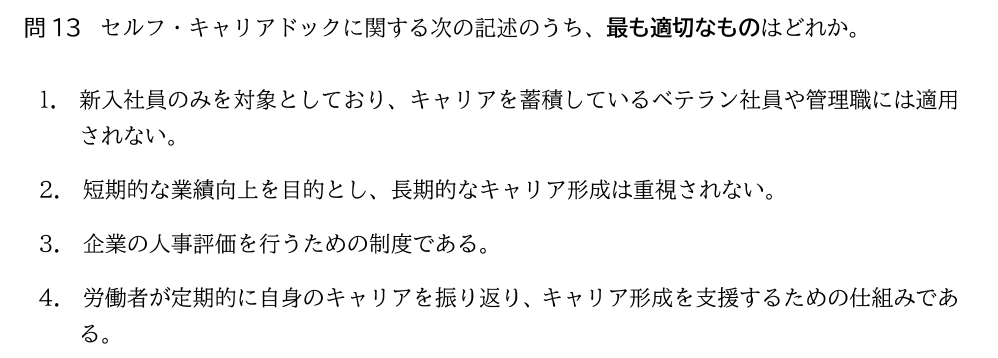 問13 セルフ・キャリアドックに関する次の記述のうち、最も適切なものはどれか。
1. 新入社員のみを対象としており、キャリアを蓄積しているベテラン社員や管理職には適用
されない。
2. 短期的な業績向上を目的とし、長期的なキャリア形成は重視されない。
3. 企業の人事評価を行うための制度である。
4. 労働者が定期的に自身のキャリアを振り返り、キャリア形成を支援するための仕組みであ
る。